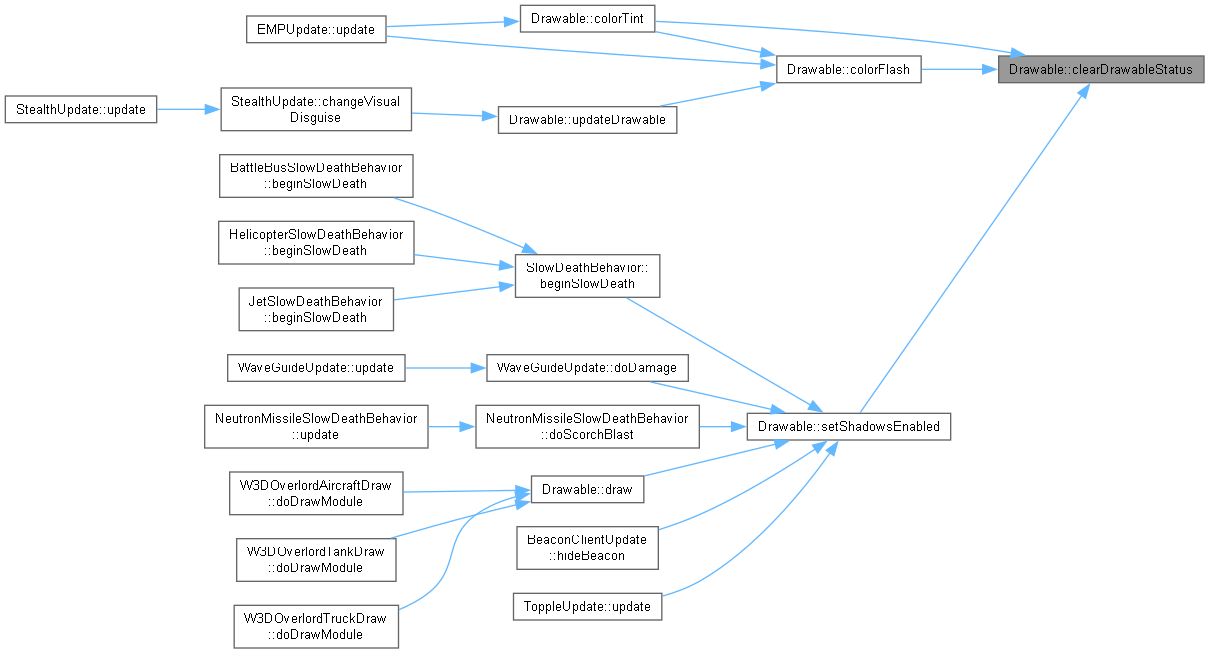 Drawable::colorTint
EMPUpdate::update
Drawable::colorFlash
Drawable::clearDrawableStatus
StealthUpdate::changeVisual
Disguise
StealthUpdate::update
Drawable::updateDrawable
BattleBusSlowDeathBehavior
::beginSlowDeath
HelicopterSlowDeathBehavior
::beginSlowDeath
SlowDeathBehavior::
beginSlowDeath
JetSlowDeathBehavior
::beginSlowDeath
WaveGuideUpdate::update
WaveGuideUpdate::doDamage
NeutronMissileSlowDeathBehavior
::update
NeutronMissileSlowDeathBehavior
::doScorchBlast
Drawable::setShadowsEnabled
W3DOverlordAircraftDraw
::doDrawModule
Drawable::draw
BeaconClientUpdate
::hideBeacon
W3DOverlordTankDraw
::doDrawModule
ToppleUpdate::update
W3DOverlordTruckDraw
::doDrawModule